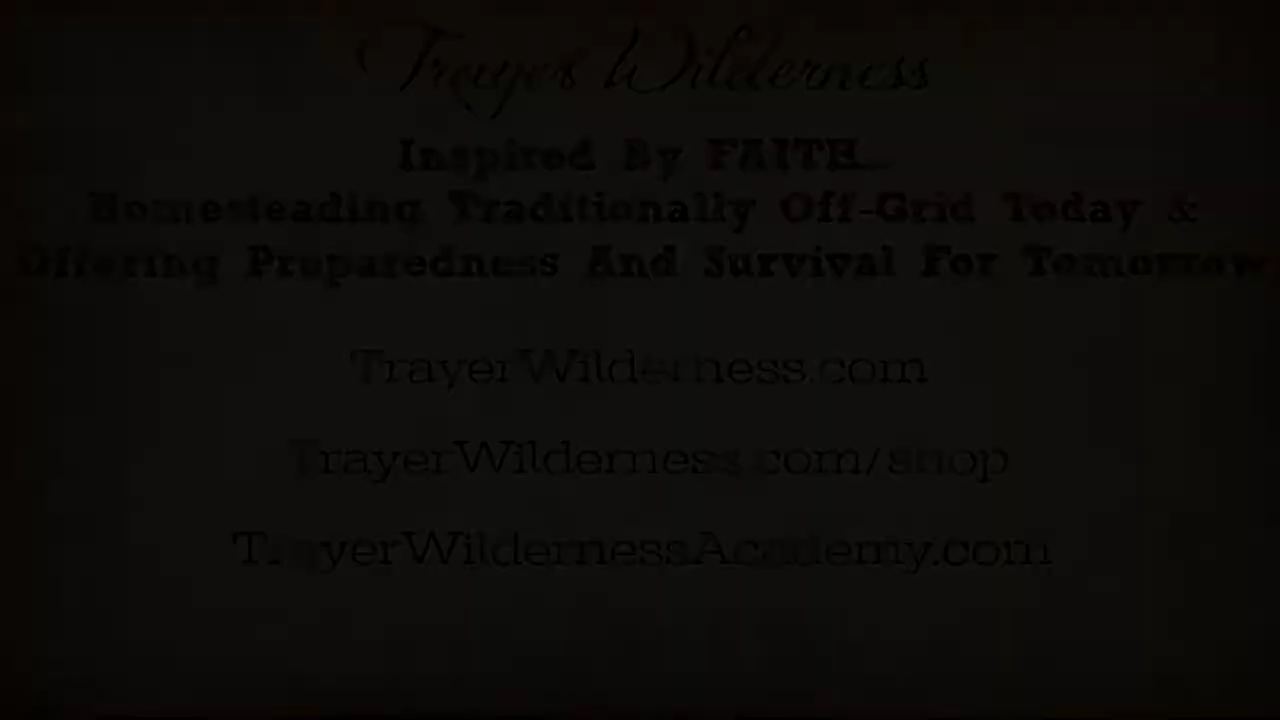 Trayer Wilderness
Inspired By FAITH...
Homesteading Traditionally Off-Grid Today &
Offering Preparedness And Survival For Tomorrow
TrayerWilderness.com
TrayerWilderness.com/shop
TrayerWildernessAcademy.com